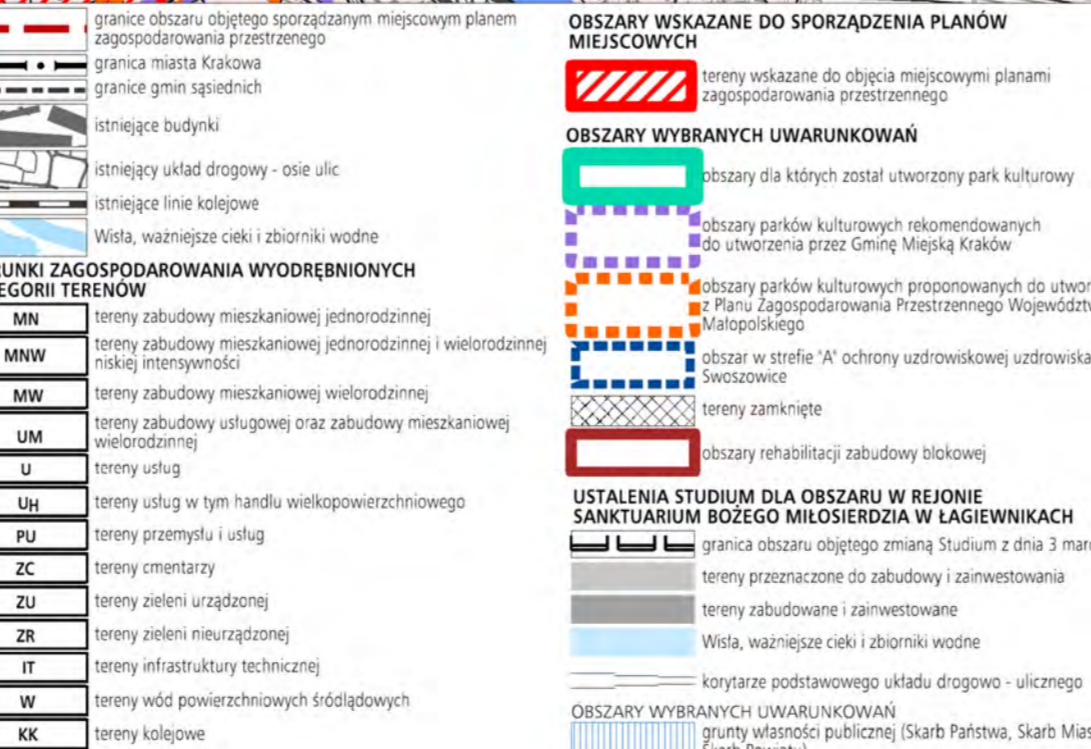 granice obszaru objętego sporządzanym miejscowym planem
zagospodarowania przestrzenego
granica miasta Krakowa
granice gmin sąsiednich
istniejące budynki
istniejący układ drogowy - osie ulic
istniejące linie kolejowe
Wisła, ważniejsze cieki i zbiorniki wodne
RUNKI ZAGOSPODAROWANIA WYODRĘBNIONYCH
EGORII TERENÓW
MN tereny zabudowy mieszkaniowej jednorodzinnej
MNW tereny zabudowy mieszkaniowej jednorodzinnej i wielorodzinnej
niskiej intensywności
MW tereny zabudowy mieszkaniowej wielorodzinnej
UM tereny zabudowy usługowej oraz zabudowy mieszkaniowej
wielorodzinnej
U tereny usług
UH tereny usług w tym handlu wielkopowierzchniowego
PU tereny przemysłu i usług
ZC tereny cmentarzy
ZU tereny zieleni urządzonej
ZR tereny zieleni nieurządzonej
IT tereny infrastruktury technicznej
W tereny wód powierzchniowych śródlądowych
KK tereny kolejowe
OBSZARY WSKAZANE DO SPORZĄDZENIA PLANÓW
MIEJSCOWYCH
tereny wskazane do objęcia miejscowymi planami
zagospodarowania przestrzennego
OBSZARY WYBRANYCH UWARUNKOWAŃ
obszary dla których został utworzony park kulturowy
obszary parków kulturowych rekomendowanych
do utworzenia przez Gminę Miejską Kraków
obszary parków kulturowych proponowanych do utwor
z Planu Zagospodarowania Przestrzennego Województw
Małopolskiego
obszar w strefie "A" ochrony uzdrowiskowej uzdrowiska
Swoszowice
tereny zamknięte
obszary rehabilitacji zabudowy blokowej
USTALENIA STUDIUM DLA OBSZARU W REJONIE
SANKTUARIUM BOŻEGO MIŁOSIERDZIA W ŁAGIEWNIKACH
granica obszaru objętego zmianą Studium z dnia 3 mar
tereny przeznaczone do zabudowy i zainwestowania
tereny zabudowane i zainwestowane
Wisła, ważniejsze cieki i zbiorniki wodne
korytarze podstawowego układu drogowo - ulicznego
OBSZARY WYBRANYCH UWARUNKOWAŃ
grunty własności publicznej (Skarb Państwa, Skarb Mias
Skarb Powiatu)